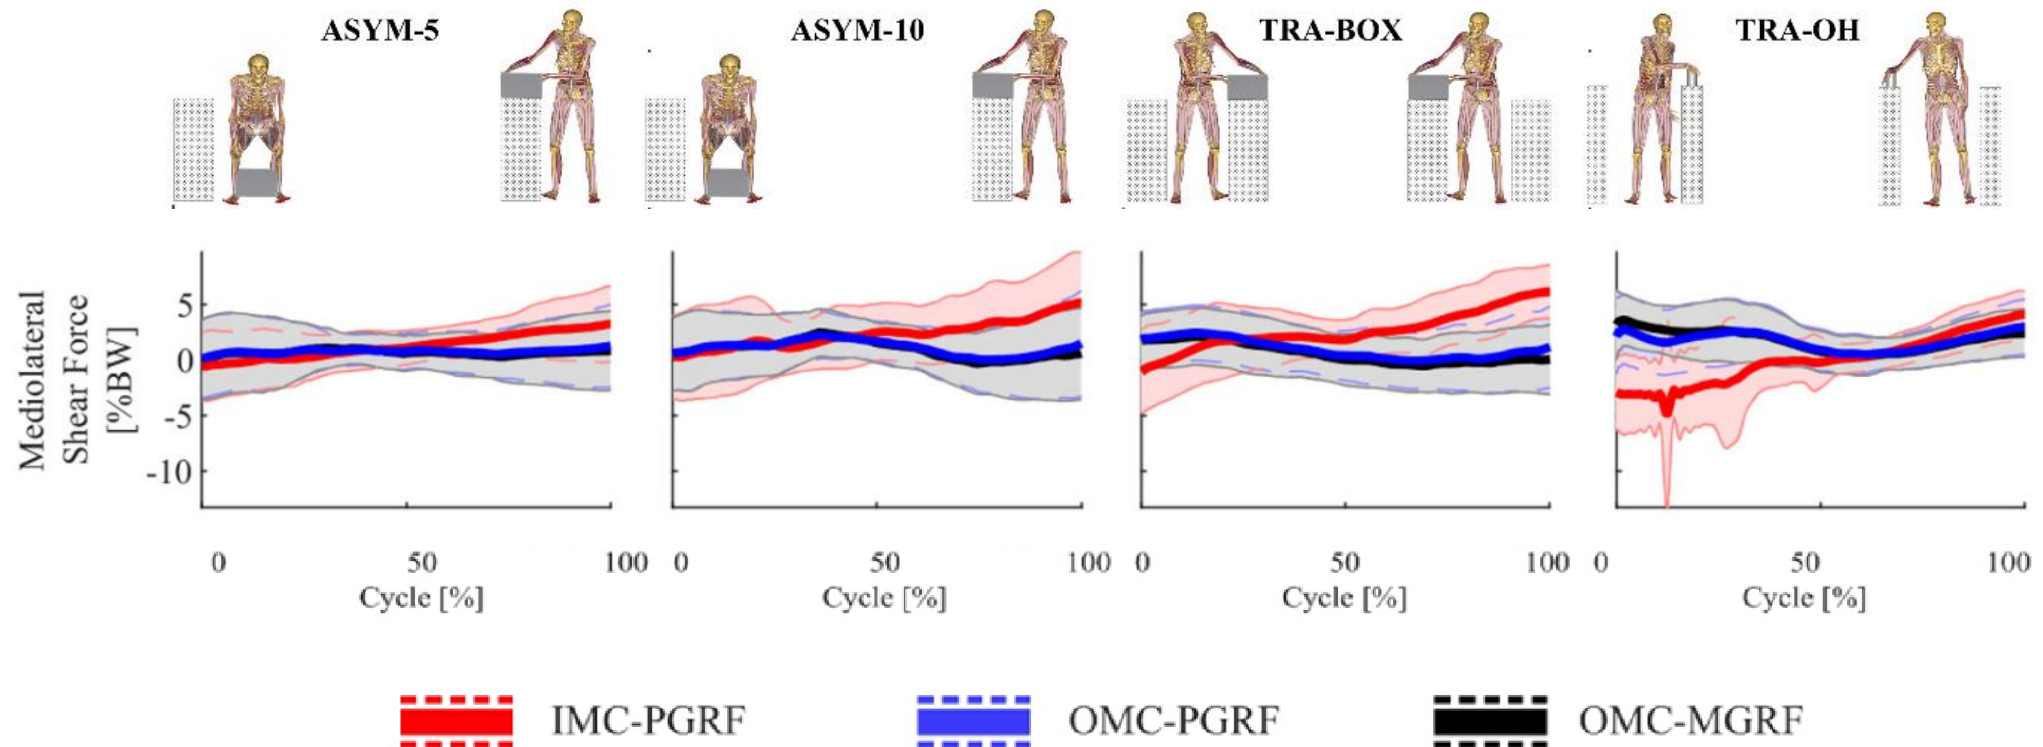 ASYM-5 ASYM-10 TRA-BOX TRA-OH
Mediolateral
Shear Force
[%BW]
5
0
-5
-10
0 50 100 0 50 100 0 50 100 0 50 100
Cycle [%] Cycle [%] Cycle [%] Cycle [%]
IMC-PGRF OMC-PGRF OMC-MGRF